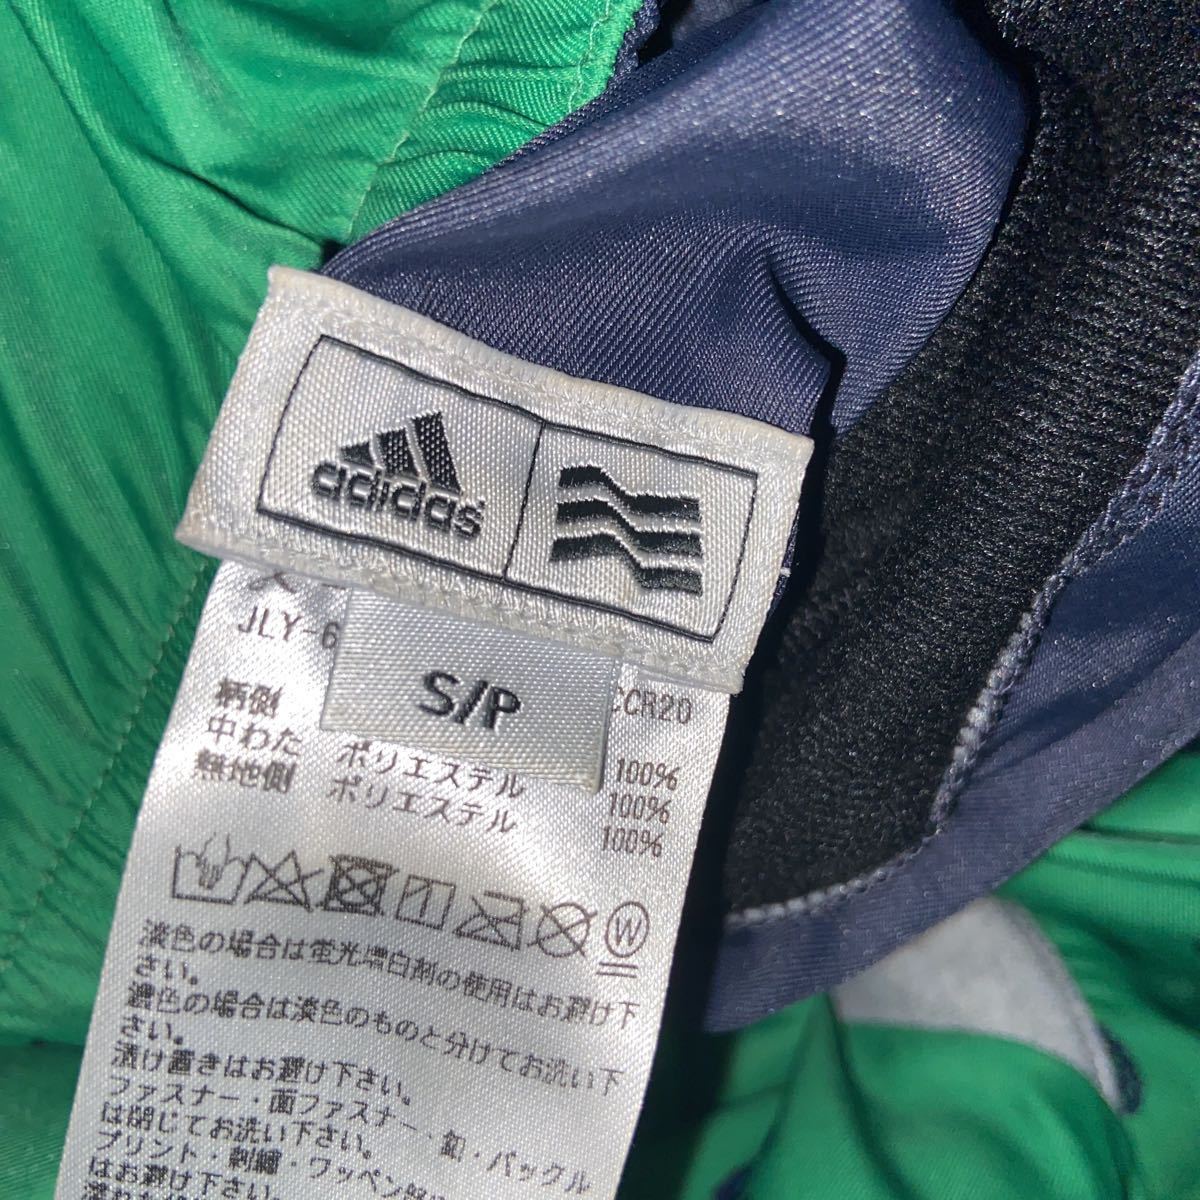 adidas
S/P
JLY-6 CCR20
柄側 100%
中わた ポリエステル 100%
無地側 ポリエステル 100%
W
淡色の場合は蛍光増白剤の使用はお避け下
さい。
濃色の場合は淡色のものと分けてお洗い下
さい。
漬け置きはお避け下さい。
ファスナー・面ファスナー・釦・バックル
は閉じてお洗い下さい。
プリント・刺繍・ワッペン
はお避け下さい